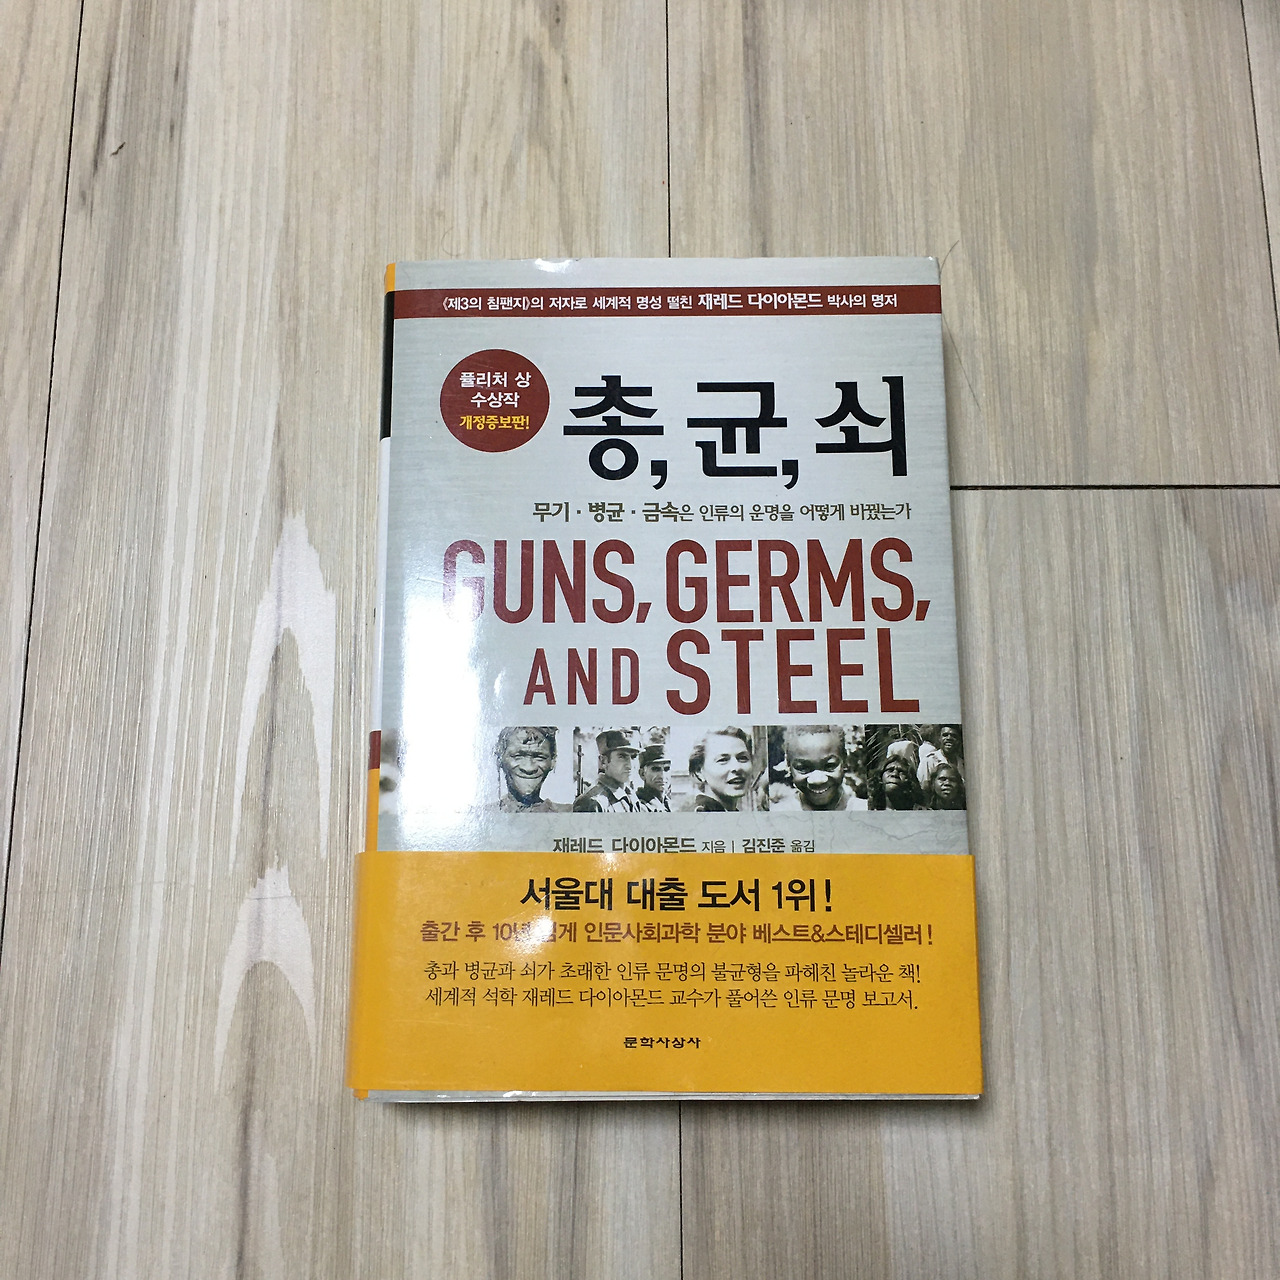 《제3의 침팬지》의 저자로 세계적 명성 떨친 재레드 다이아몬드 박사의 명저
퓰리처 상
수상작
개정증보판!
총, 균, 쇠
무기·병균·금속은 인류의 운명을 어떻게 바꿨는가
GUNS, GERMS,
AND STEEL
재레드 다이아몬드 지음 | 김진준 옮김
서울대 대출 도서 1위!
출간 후 인문사회과학 분야 베스트&스테디셀러!
총과 병균과 쇠가 초래한 인류 문명의 불균형을 파헤친 놀라운 책!
세계적 석학 재레드 다이아몬드 교수가 풀어쓴 인류 문명 보고서.
문학사상사